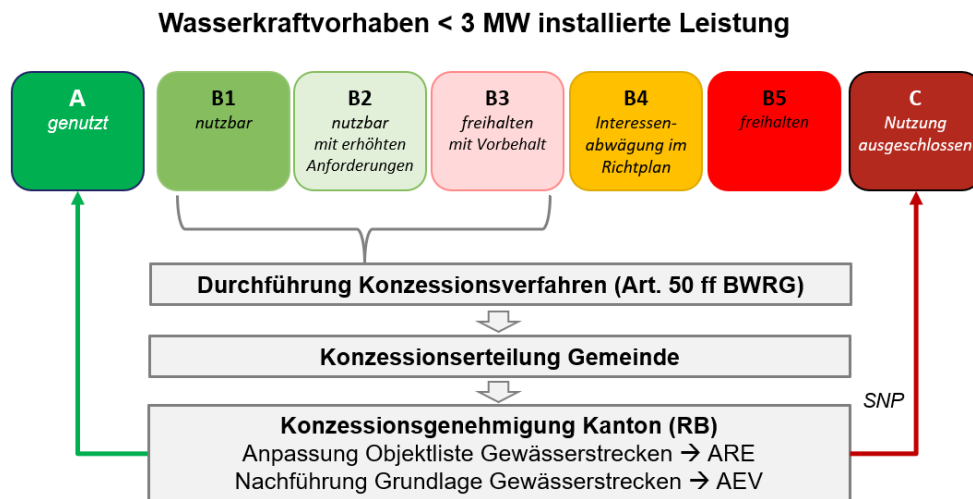 Wasserkraftvorhaben < 3 MW installierte Leistung
A
genutzt
B1
nutzbar
B2
nutzbar
mit erhöhten
Anforderungen
B3
freihalten
mit Vorbehalt
B4
Interessen-
abwägung im
Richtplan
B5
freihalten
C
Nutzung
ausgeschlossen
Durchführung Konzessionsverfahren (Art. 50 ff BWRG)
Konzessionserteilung Gemeinde
SNP
Konzessionsgenehmigung Kanton (RB)
Anpassung Objektliste Gewässerstrecken → ARE
Nachführung Grundlage Gewässerstrecken → AEV